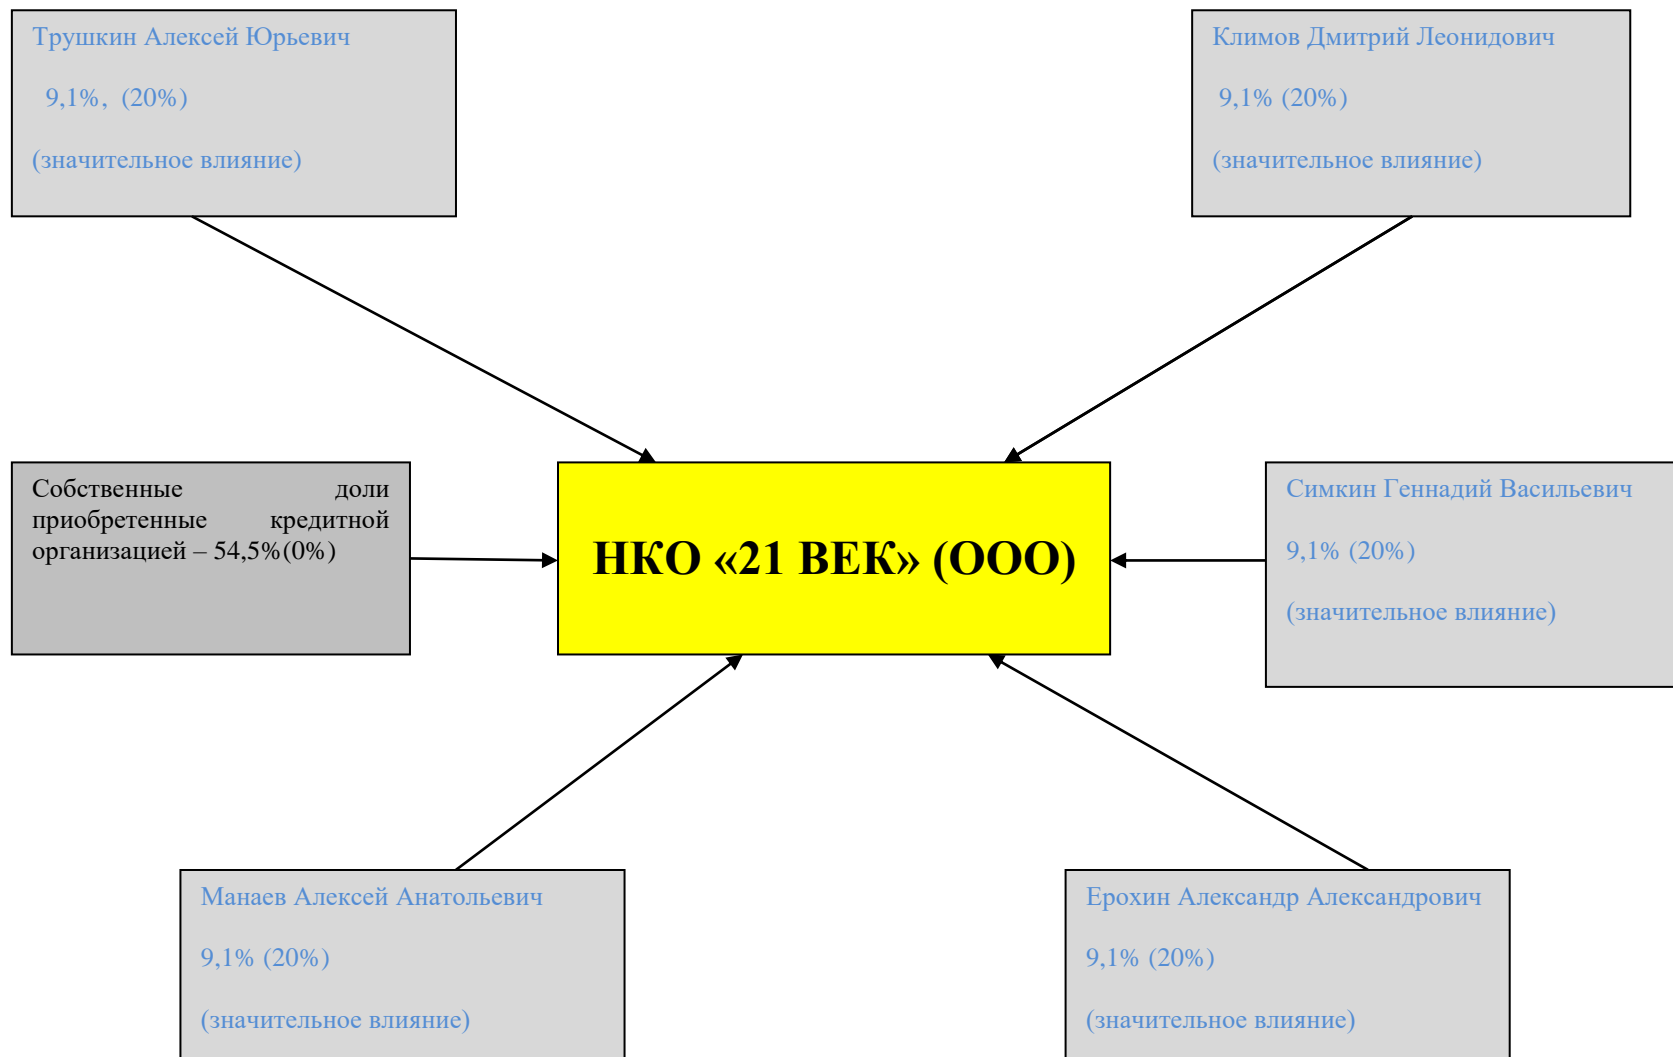 Трушкин Алексей Юрьевич
9,1%, (20%)
(значительное влияние)
Климов Дмитрий Леонидович
9,1% (20%)
(значительное влияние)
Собственные доли
приобретенные кредитной
организацией – 54,5%(0%)
НКО «21 ВЕК» (ООО)
Симкин Геннадий Васильевич
9,1% (20%)
(значительное влияние)
Манаев Алексей Анатольевич
9,1% (20%)
(значительное влияние)
Ерохин Александр Александрович
9,1% (20%)
(значительное влияние)